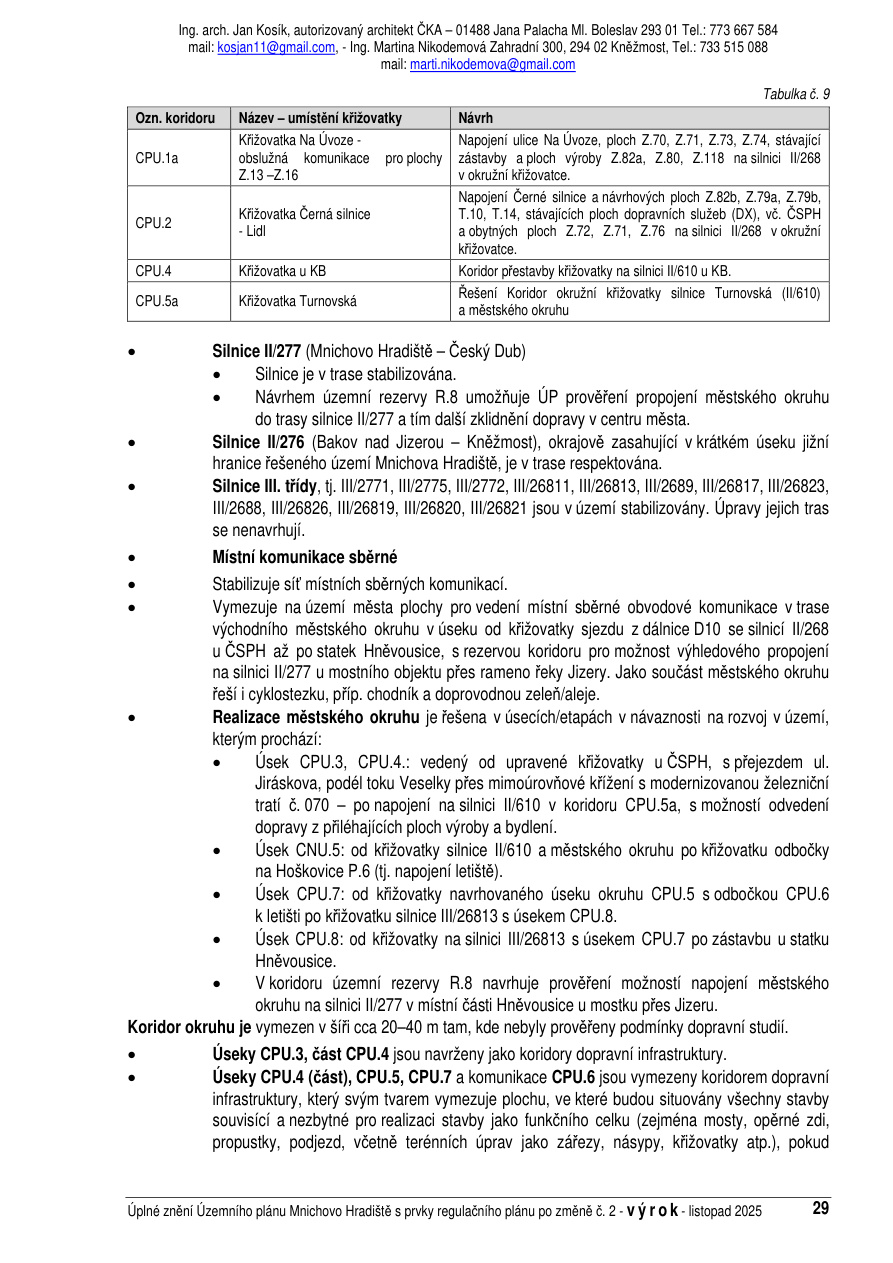 Ing. arch. Jan Kosík, autorizovaný architekt ČKA – 01488 Jana Palacha Ml. Boleslav 293 01 Tel.: 773 667 584
mail: kosjan11@gmail.com, - Ing. Martina Nikodemová Zahradní 300, 294 02 Kněžmost, Tel.: 733 515 088
mail: marti.nikodemova@gmail.com
Tabulka č. 9
Ozn. koridoru Název – umístění křižovatky Návrh
CPU.1a
Křižovatka Na Úvoze -
obslužná komunikace pro plochy
Z.13 –Z.16
Napojení ulice Na Úvoze, ploch Z.70, Z.71, Z.73, Z.74, stávající
zástavby a ploch výroby Z.82a, Z.80, Z.118 na silnici II/268
v okružní křižovatce.
CPU.2
Křižovatka Černá silnice
- Lidl
Napojení Černé silnice a návrhových ploch Z.82b, Z.79a, Z.79b,
T.10, T.14, stávajících ploch dopravních služeb (DX), vč. ČSPH
a obytných ploch Z.72, Z.71, Z.76 na silnici II/268 v okružní
křižovatce.
CPU.4 Křižovatka u KB Koridor přestavby křižovatky na silnici II/610 u KB.
CPU.5a Křižovatka Turnovská
Řešení Koridor okružní křižovatky silnice Turnovská (II/610)
a městského okruhu
• Silnice II/277 (Mnichovo Hradiště – Český Dub)
• Silnice je v trase stabilizována.
• Návrhem územní rezervy R.8 umožňuje ÚP prověření propojení městského okruhu
do trasy silnice II/277 a tím další zklidnění dopravy v centru města.
• Silnice II/276 (Bakov nad Jizerou – Kněžmost), okrajově zasahující v krátkém úseku jižní
hranice řešeného území Mnichova Hradiště, je v trase respektována.
• Silnice III. třídy, tj. III/2771, III/2775, III/2772, III/26811, III/26813, III/2689, III/26817, III/26823,
III/2688, III/26826, III/26819, III/26820, III/26821 jsou v území stabilizovány. Úpravy jejich tras
se nenavrhují.
• Místní komunikace sběrné
• Stabilizuje síť místních sběrných komunikací.
• Vymezuje na území města plochy pro vedení místní sběrné obvodové komunikace v trase
východního městského okruhu v úseku od křižovatky sjezdu z dálnice D10 se silnicí II/268
u ČSPH až po statek Hněvousice, s rezervou koridoru pro možnost výhledového propojení
na silnici II/277 u mostního objektu přes rameno řeky Jizery. Jako součást městského okruhu
řeší i cyklostezku, příp. chodník a doprovodnou zeleň/aleje.
• Realizace městského okruhu je řešena v úsecích/etapách v návaznosti na rozvoj v území,
kterým prochází:
• Úsek CPU.3, CPU.4.: vedený od upravené křižovatky u ČSPH, s přejezdem ul.
Jiráskova, podél toku Veselky přes mimoúrovňové křížení s modernizovanou železniční
tratí č. 070 – po napojení na silnici II/610 v koridoru CPU.5a, s možností odvedení
dopravy z přiléhajících ploch výroby a bydlení.
• Úsek CNU.5: od křižovatky silnice II/610 a městského okruhu po křižovatku odbočky
na Hoškovice P.6 (tj. napojení letiště).
• Úsek CPU.7: od křižovatky navrhovaného úseku okruhu CPU.5 s odbočkou CPU.6
k letišti po křižovatku silnice III/26813 s úsekem CPU.8.
• Úsek CPU.8: od křižovatky na silnici III/26813 s úsekem CPU.7 po zástavbu u statku
Hněvousice.
• V koridoru územní rezervy R.8 navrhuje prověření možností napojení městského
okruhu na silnici II/277 v místní části Hněvousice u mostku přes Jizeru.
Koridor okruhu je vymezen v šíři cca 20–40 m tam, kde nebyly prověřeny podmínky dopravní studií.
• Úseky CPU.3, část CPU.4 jsou navrženy jako koridory dopravní infrastruktury.
• Úseky CPU.4 (část), CPU.5, CPU.7 a komunikace CPU.6 jsou vymezeny koridorem dopravní
infrastruktury, který svým tvarem vymezuje plochu, ve které budou situovány všechny stavby
souvisící a nezbytné pro realizaci stavby jako funkčního celku (zejména mosty, opěrné zdi,
propustky, podjezd, včetně terénních úprav jako zářezy, násypy, křižovatky atp.), pokud
Úplné znění Územního plánu Mnichovo Hradiště s prvky regulačního plánu po změně č. 2 - v ý r o k - listopad 2025 29